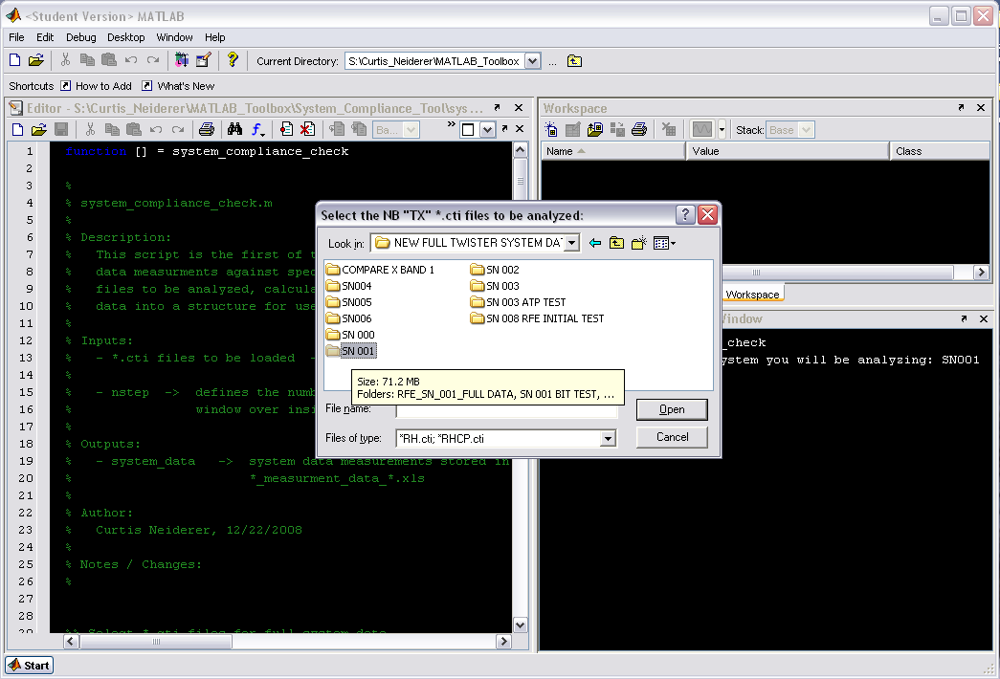 <Student Version> MATLAB
File Edit Debug Desktop Window Help
Current Directory: S:\Curtis_Neiderer\MATLAB_Toolbox ...
Shortcuts How to Add What's New
Editor - S:\Curtis_Neiderer\MATLAB_Toolbox\System_Compliance_Tool\sys...
Ba...
1 function [] = system_compliance_check
2
3 %
4 % system_compliance_check.m
5 %
6 % Description:
7 % This script is the first of t
8 % data measurments against spec
9 % files to be analyzed, calcula
10 % data into a structure for use
11 %
12 % Inputs:
13 % - *.cti files to be loaded -
14 %
15 % - nstep -> defines the numb
16 % window over insi
17 %
18 % Outputs:
19 % - system_data -> system data measurements stored in
20 % *_measurment_data_*.xls
21 %
22 % Author:
23 % Curtis Neiderer, 12/22/2008
24 %
25 % Notes / Changes:
26 %
27
28
29 %% Select *.cti files for full system data
Workspace
Stack: Base
Name Value Class
Workspace
Window
_check
ystem you will be analyzing: SN001
Select the NB "TX" *.cti files to be analyzed:
Look in: NEW FULL TWISTER SYSTEM DAT
COMPARE X BAND 1
SN004
SN005
SN006
SN 000
SN 001
SN 002
SN 003
SN 003 ATP TEST
SN 008 RFE INITIAL TEST
Size: 71.2 MB
Folders: RFE_SN_001_FULL DATA, SN 001 BIT TEST, ...
File name:
Open
Files of type: *RH.cti; *RHCP.cti
Cancel
Start